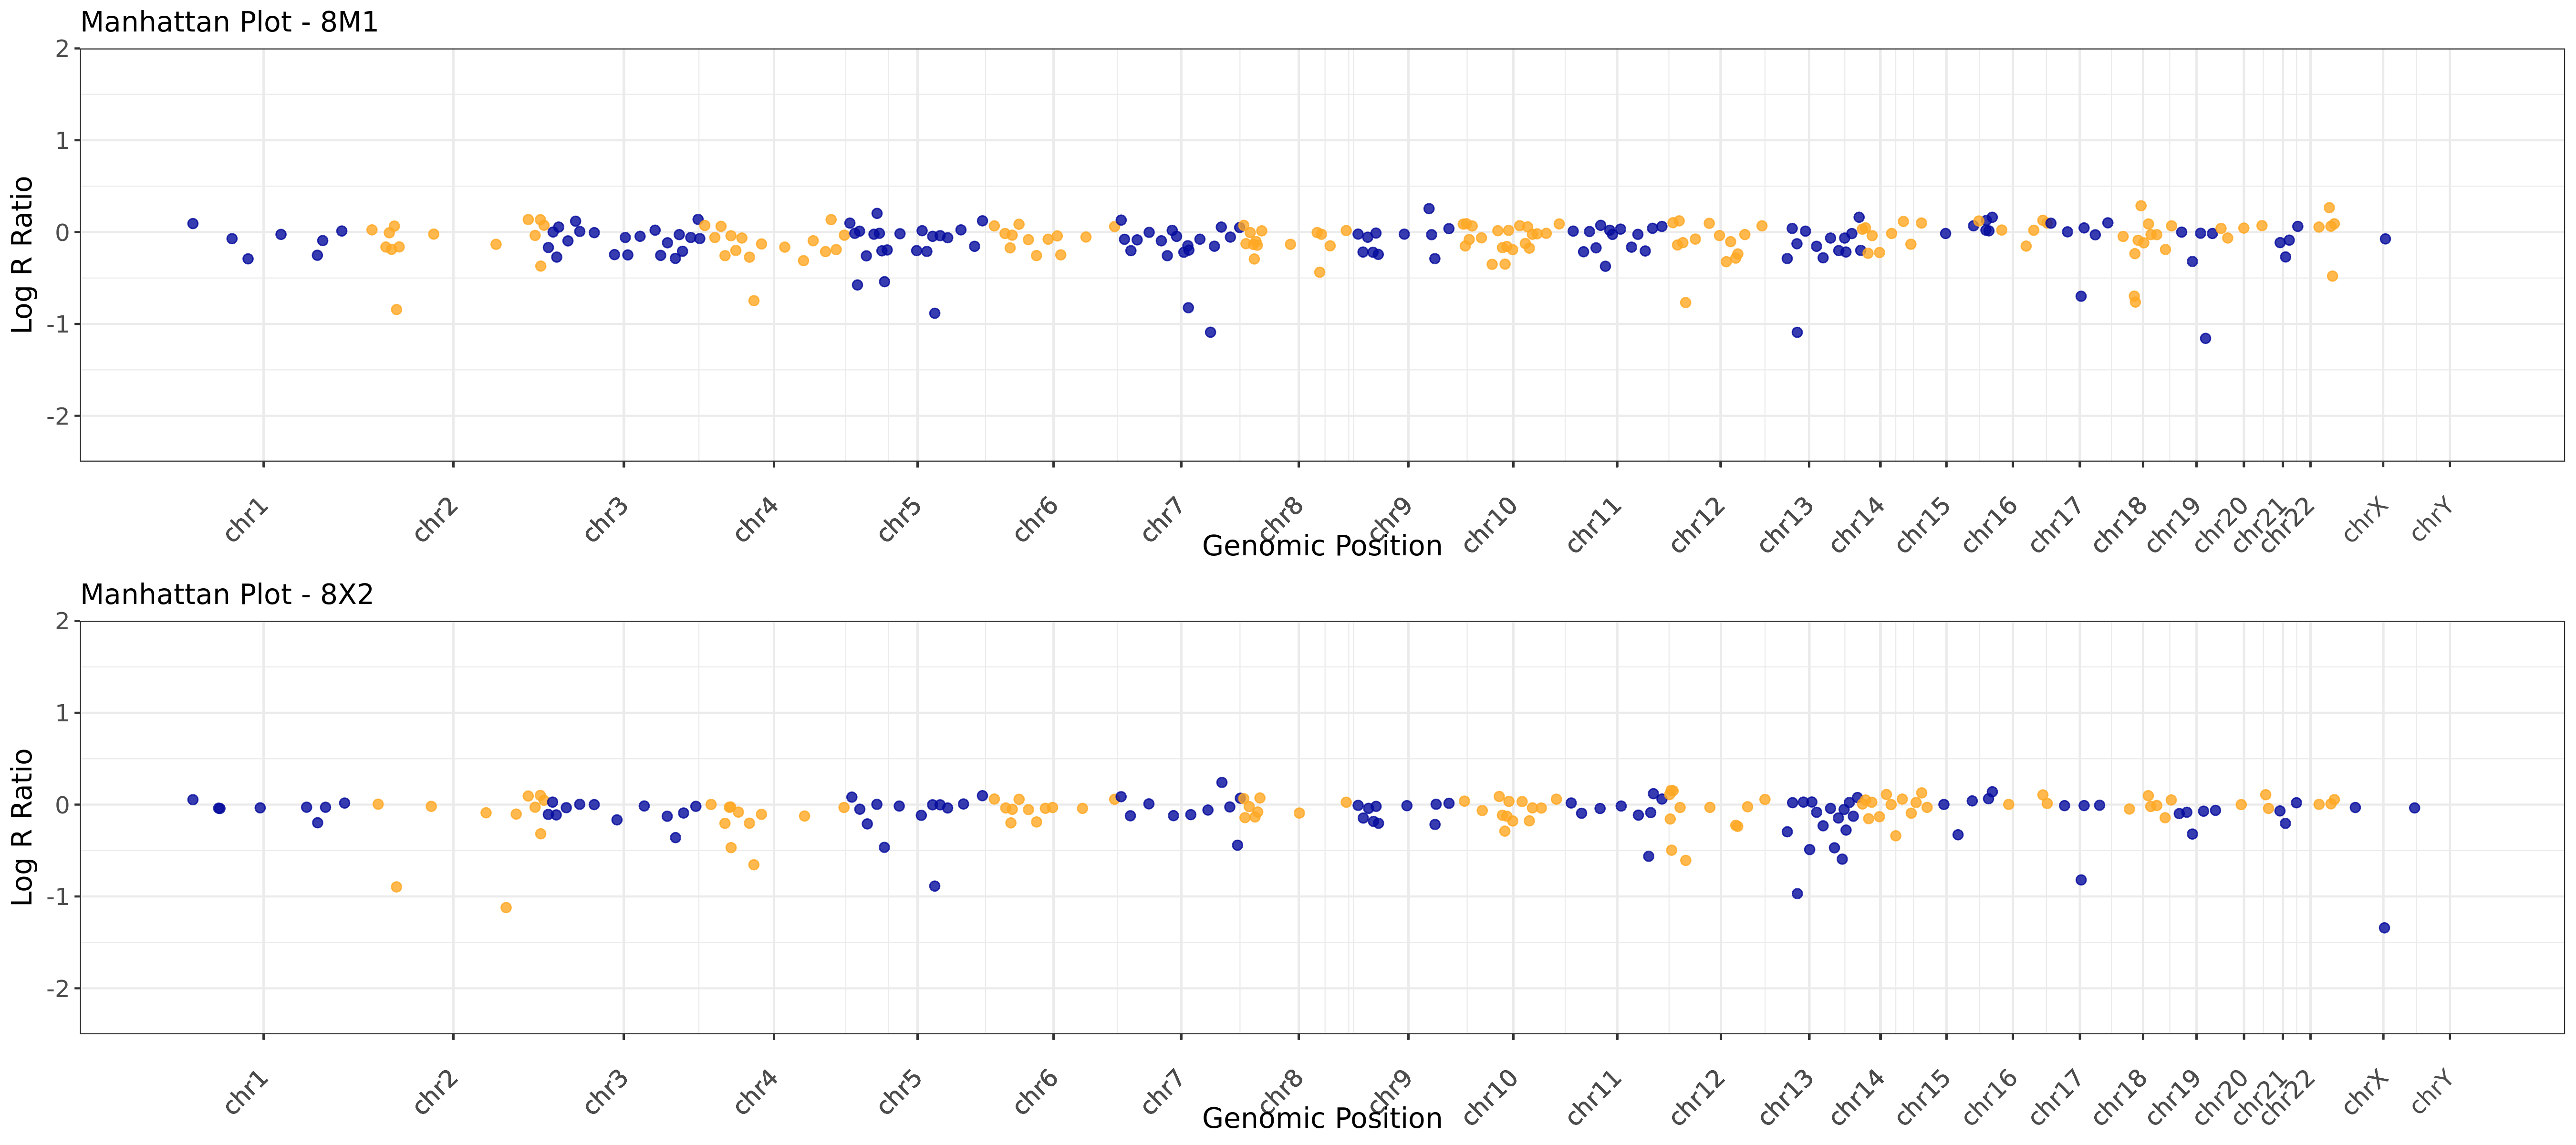 Manhattan Plot - 8M1
2
1
0
-1
-2
Log R Ratio
chr1 chr2 chr3 chr4 chr5 chr6 chr7 chr8 chr9 chr10 chr11 chr12 chr13 chr14 chr15 chr16 chr17 chr18 chr19 chr20 chr21 chr22 chrX chrY
Genomic Position
Manhattan Plot - 8X2
2
1
0
-1
-2
Log R Ratio
chr1 chr2 chr3 chr4 chr5 chr6 chr7 chr8 chr9 chr10 chr11 chr12 chr13 chr14 chr15 chr16 chr17 chr18 chr19 chr20 chr21 chr22 chrX chrY
Genomic Position